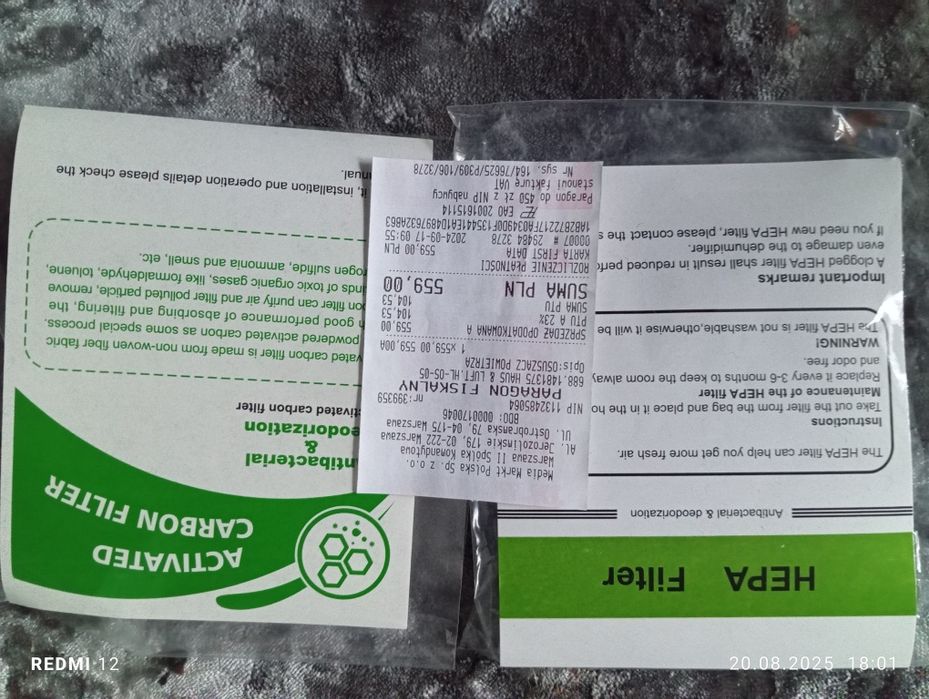 HEPA Filter
Antibacterial & deodorization
The HEPA filter can help you get more fresh air.
Instructions
Take out the filter from the bag and place it in the ho
Maintenance of the HEPA filter
Replace it every 3-6 months to keep the room alway
and odor free.
WARNING!
The HEPA filter is not washable,otherwise it will be
Important remarks
A clogged HEPA filter shall result in reduced perfo
even damage to the dehumidifier.
If you need new HEPA filter, please contact the s
Media Markt Polska Sp. z o.o.
Warszawa II Spółka Komandytowa
AL. Jerozolimskie 179, 02-222 Warszawa
UL. Ostrobramska 79, 04-175 Warszawa
BDO: 000170046
NIP 1132485064 nr:399359
PARAGON FISKALNY
688,1481375 HAUS & LUFT,HL-OS-05
Opis:OSUSZACZ POWIETRZA
1 x559,00 559,00A
SPRZEDAŻ OPODATKOWANA A 559,00
PTU A 23% 104,53
SUMA PTU 104,53
SUMA PLN 559,00
ROZLICZENIE PŁATNOŚCI
KARTA FIRST DATA 559,00 PLN
00007 # 29484 3278 2024-09-17 09:55
EAO 2001615114
Paragon do 450 zł z NIP nabywcy
stanowi fakturę VAT
Nr sys. 164/766625/P309/106/3278
ACTIVATED
CARBON FILTER
ntibacterial
&
eodorization
ctivated carbon filter
vated carbon filter is made from non-woven fiber fabric
powdered activated carbon as some special process.
h good performance of absorbing and filtering, the
on filter can purify air and filter polluted particle, remove
nds of toxic organic gases, like formaldehyde, toluene,
rogen sulfide, ammonia and smell, etc.
it, installation and operation details please check the
nual.
REDMI 12
20.08.2025 18:01